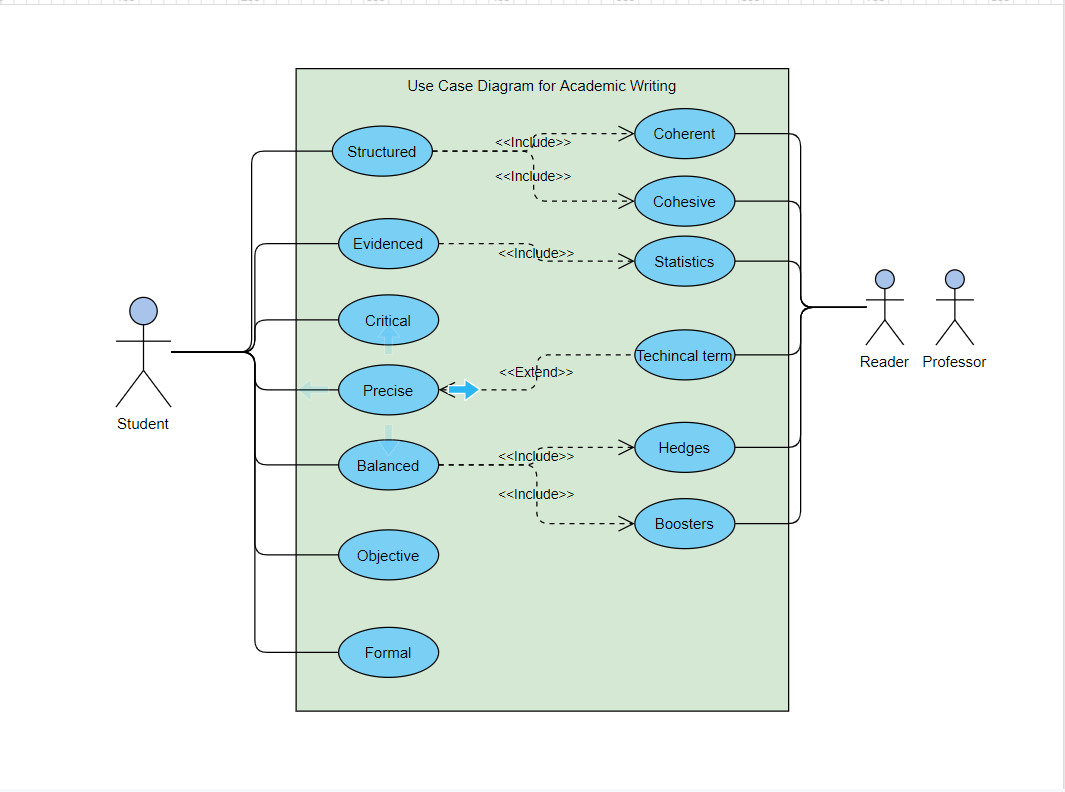 Use Case Diagram for Academic Writing
Structured
<<Include>>
<<Include>>
Coherent
Cohesive
Evidenced
<<Include>>
Statistics
Critical
Precise
<<Extend>>
Techincal term
Balanced
<<Include>>
<<Include>>
Hedges
Boosters
Objective
Formal
Student
Reader
Professor